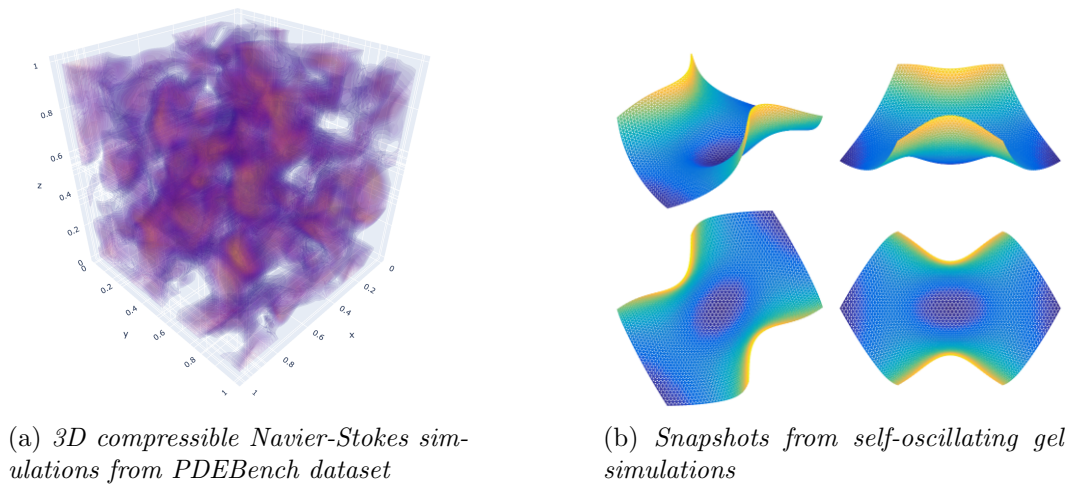 1
0.8
0.6
z
0.4
0.2
0
0
0
0.2
0.2
0.4
0.4
y
x
0.6
0.6
0.8
0.8
1
1
(a) 3D compressible Navier-Stokes sim-
ulations from PDEBench dataset
(b) Snapshots from self-oscillating gel
simulations